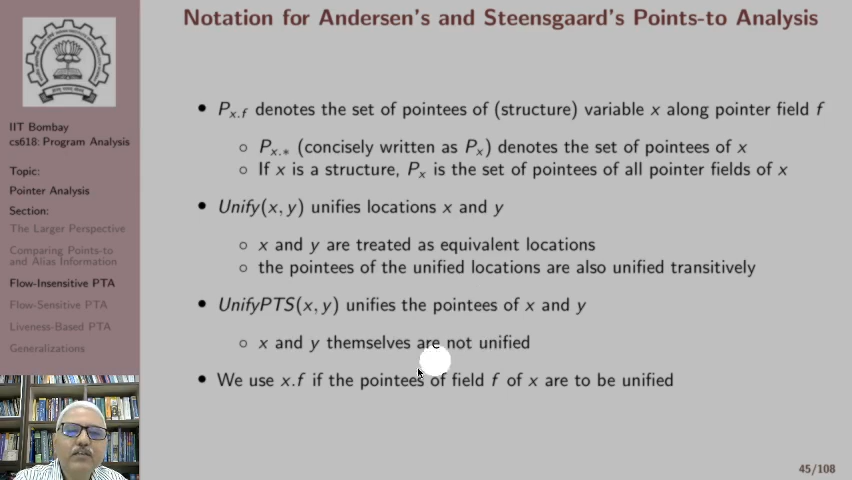 Notation for Andersen's and Steensgaard's Points-to Analysis
IIT Bombay
cs618: Program Analysis
Topic:
Pointer Analysis
Section:
The Larger Perspective
Comparing Points-to
and Alias Information
Flow-Insensitive PTA
Flow-Sensitive PTA
Liveness-Based PTA
Generalizations
• P_{x.f} denotes the set of pointees of (structure) variable x along pointer field f
○ P_{x.*} (concisely written as P_x) denotes the set of pointees of x
○ If x is a structure, P_x is the set of pointees of all pointer fields of x
• Unify(x, y) unifies locations x and y
○ x and y are treated as equivalent locations
○ the pointees of the unified locations are also unified transitively
• UnifyPTS(x, y) unifies the pointees of x and y
○ x and y themselves are not unified
• We use x.f if the pointees of field f of x are to be unified
45/108